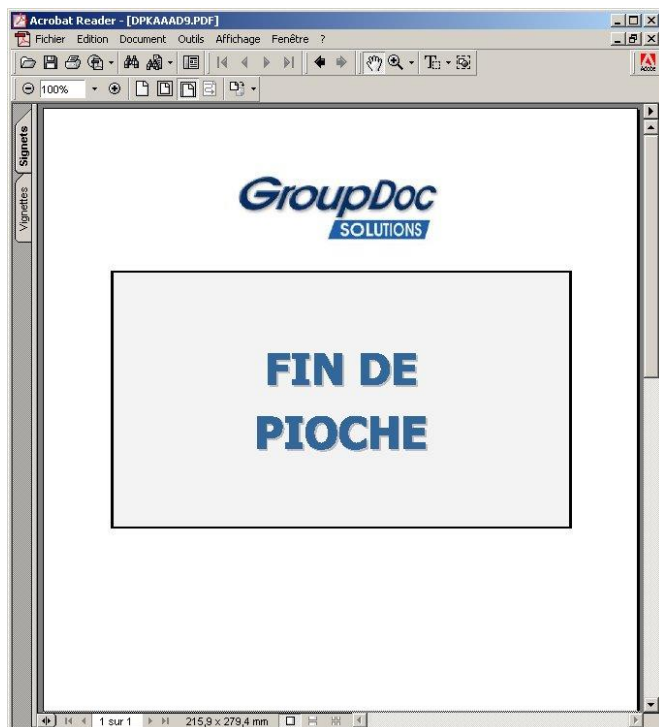 Acrobat Reader - [DPKAAAD9.PDF]
Fichier Edition Document Outils Affichage Fenêtre ?
100%
Adobe
Signets
Vignettes
GroupDoc
SOLUTIONS
FIN DE
PIOCHE
1 sur 1 215,9 x 279,4 mm